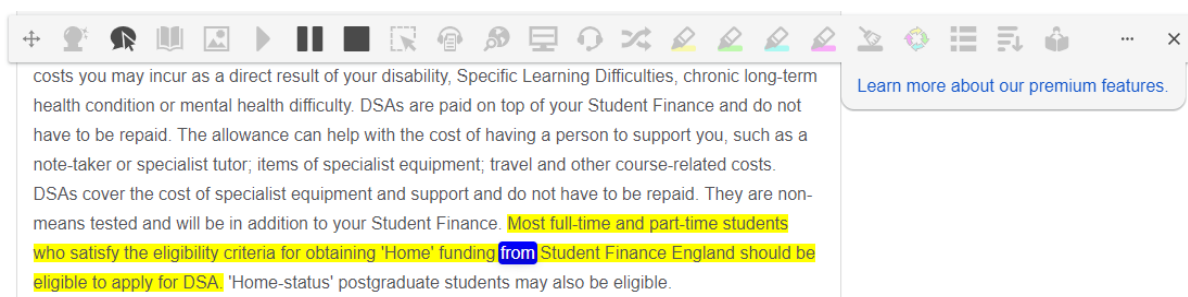 costs you may incur as a direct result of your disability, Specific Learning Difficulties, chronic long-term
Learn more about our premium features.
health condition or mental health difficulty. DSAs are paid on top of your Student Finance and do not
have to be repaid. The allowance can help with the cost of having a person to support you, such as a
note-taker or specialist tutor; items of specialist equipment; travel and other course-related costs.
DSAs cover the cost of specialist equipment and support and do not have to be repaid. They are non-
means tested and will be in addition to your Student Finance. Most full-time and part-time students
who satisfy the eligibility criteria for obtaining 'Home' funding from Student Finance England should be
eligible to apply for DSA. 'Home-status' postgraduate students may also be eligible.